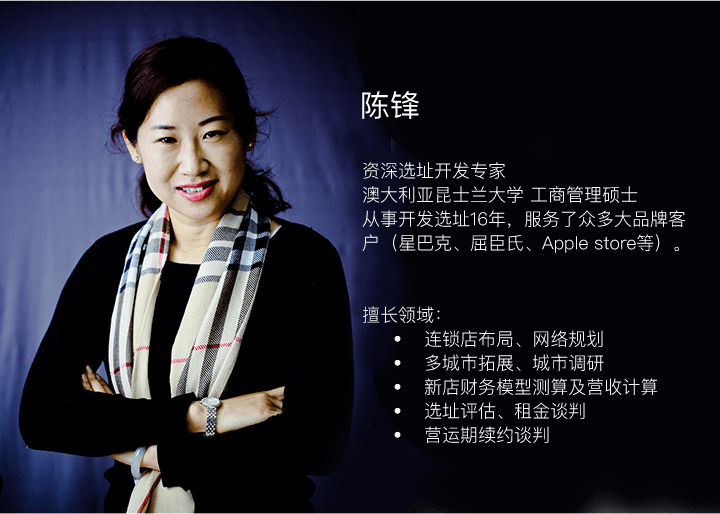 陈锋
资深选址开发专家
澳大利亚昆士兰大学 工商管理硕士
从事开发选址16年，服务了众多大品牌客
户（星巴克、屈臣氏、Apple store等）。
擅长领域：
• 连锁店布局、网络规划
• 多城市拓展、城市调研
• 新店财务模型测算及营收计算
• 选址评估、租金谈判
• 营运期续约谈判